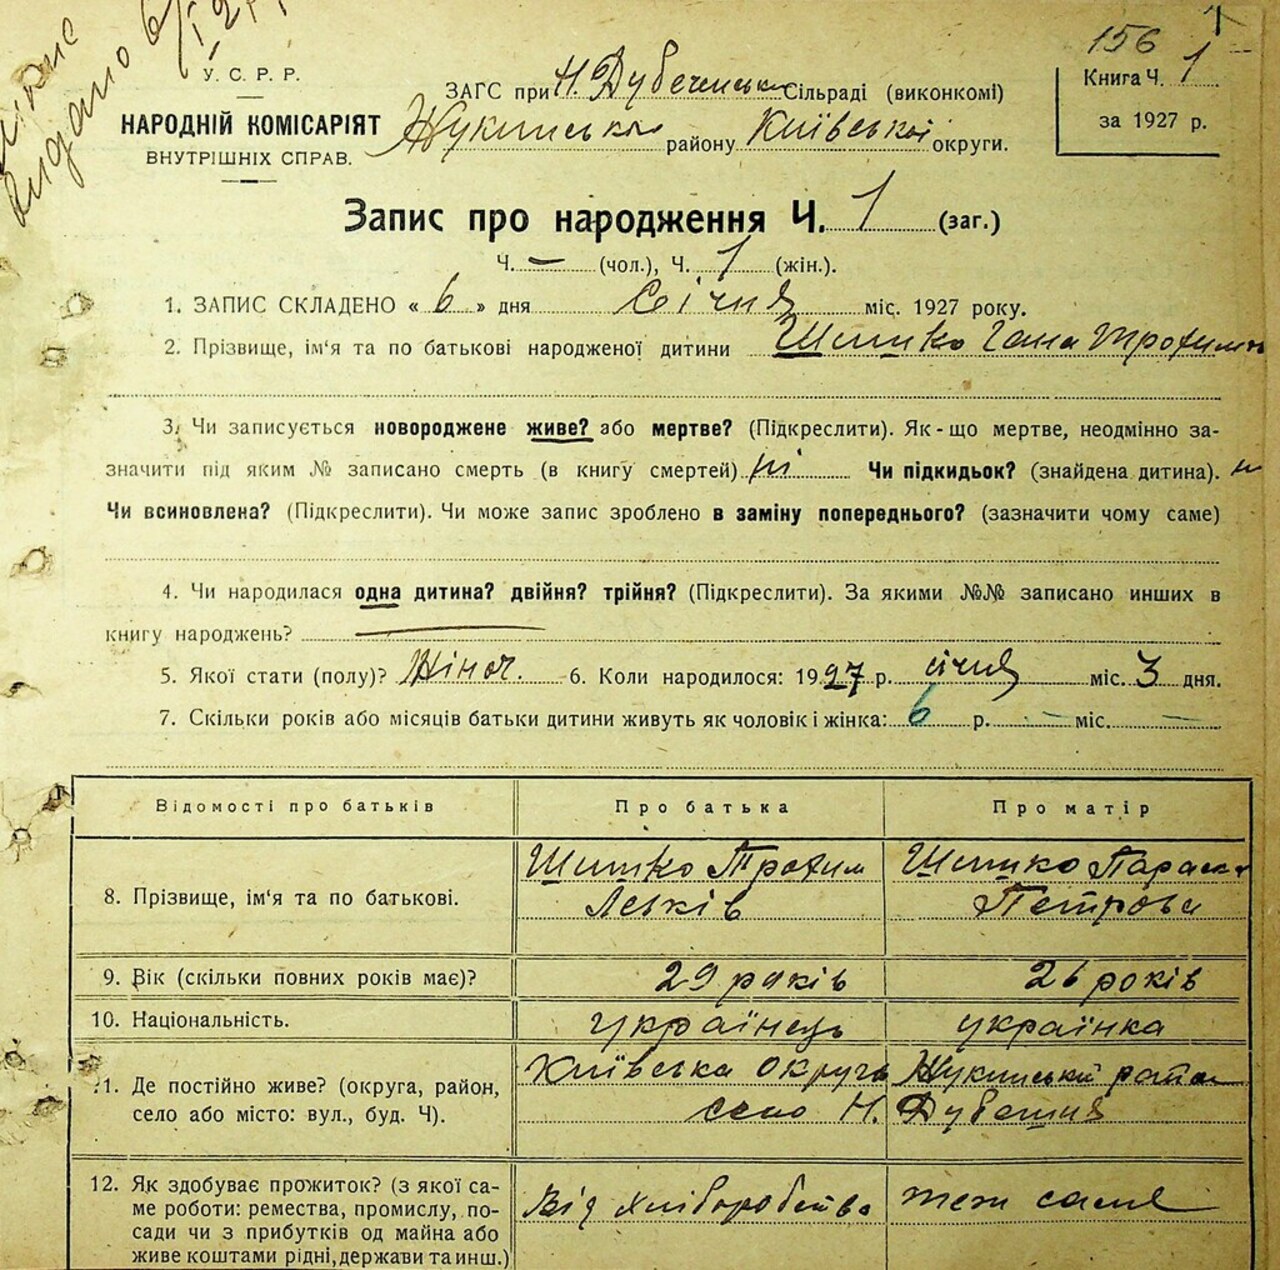 видано 6/I
156
У. С. Р. Р.
НАРОДНІЙ КОМІСАРІЯТ
ВНУТРІШНІХ СПРАВ.
ЗАГС при Н. Дубеченській Сільраді (виконкомі)
Жукинського району Київської округи.
Книга Ч. 1
за 1927 р.
Запис про народження Ч. 1 (заг.)
Ч. — (чол.), Ч. 1 (жін.).
1. ЗАПИС СКЛАДЕНО « 6 » дня Січня міс. 1927 року.
2. Прізвище, ім'я та по батькові народженої дитини Шишко Гана
3. Чи записується новороджене живе? або мертве? (Підкреслити). Як-що мертве, неодмінно за-
значити під яким № записано смерть (в книгу смертей) ні Чи підкидьок? (знайдена дитина).
Чи всиновлена? (Підкреслити). Чи може запис зроблено в заміну попереднього? (зазначити чому саме)
4. Чи народилася одна дитина? двійня? трійня? (Підкреслити). За якими №№ записано инших в
книгу народжень? —
5. Якої стати (полу)? Жіноч. 6. Коли народилося: 1927 р. січня міс. 3 дня.
7. Скільки років або місяців батьки дитини живуть як чоловік і жінка: 6 р. — міс. —
Відомості про батьків Про батька Про матір
8. Прізвище, ім'я та по батькові. Шишко Трохим Шишко Параска
Петрова
9. Вік (скільки повних років має)? 29 років 26 років
10. Національність. українець українка
11. Де постійно живе? (округа, район, Київська округа Жукинський район
село або місто: вул., буд. Ч). село Н. Дубечня
12. Як здобуває прожиток? (з якої са- Від хліборобства теж саме
ме роботи: ремества, промислу, по-
сади чи з прибутків од майна або
живе коштами рідні, держави та инш.)